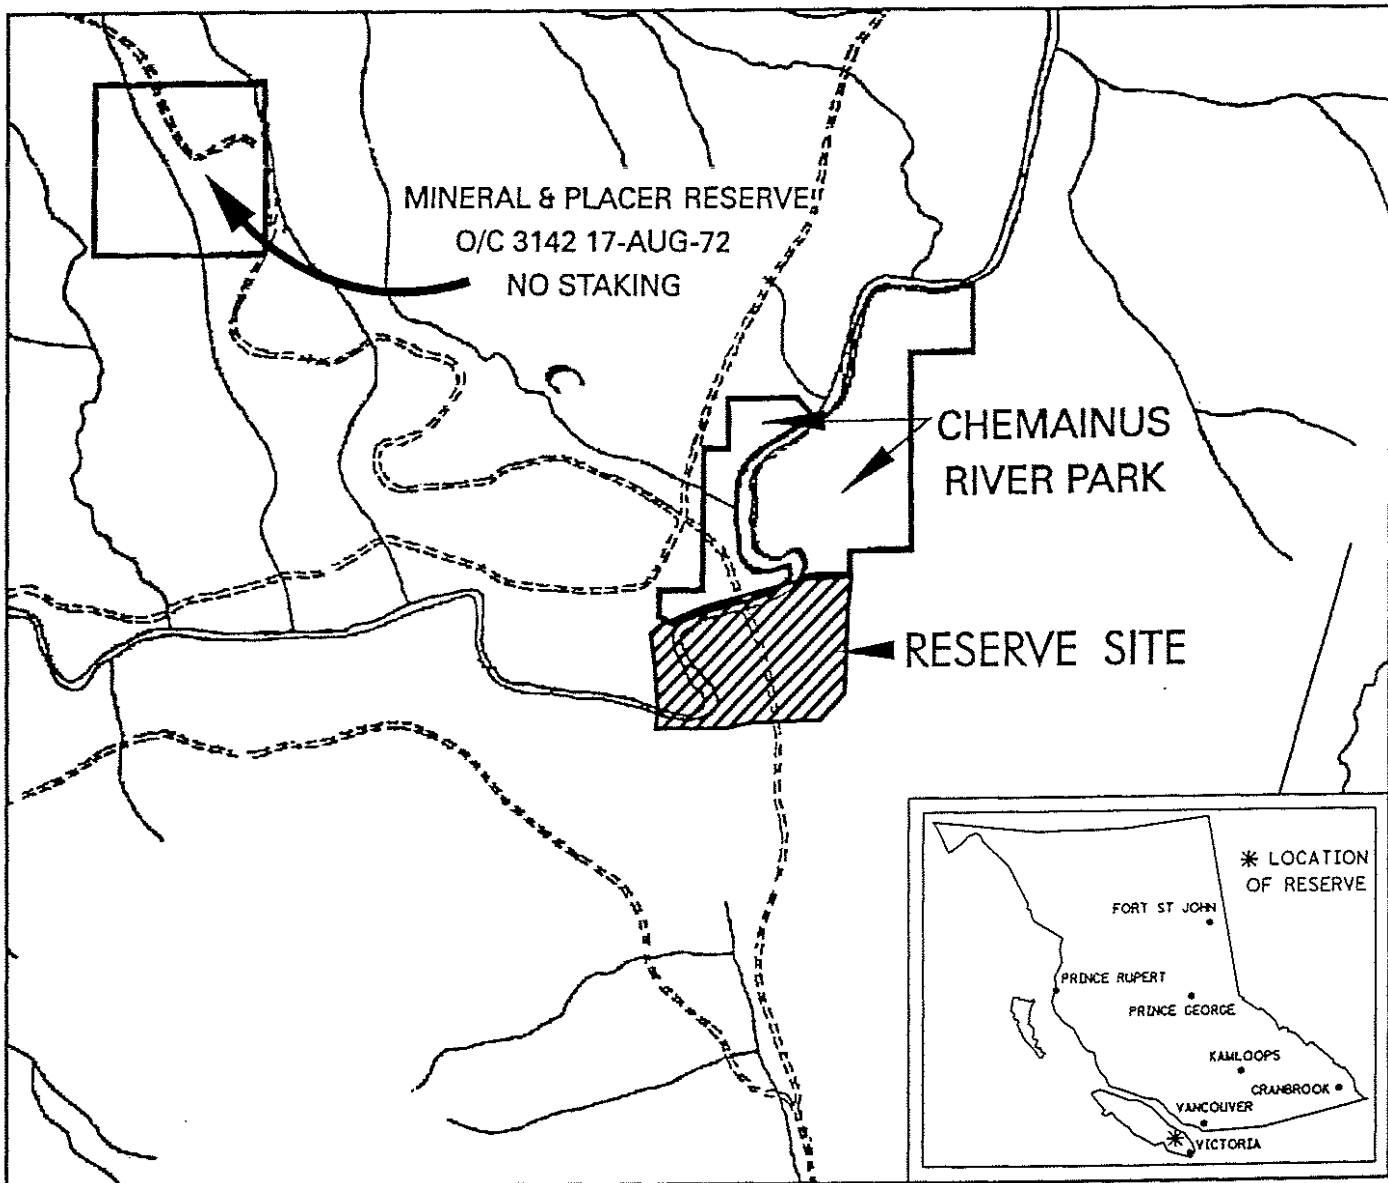 MINERAL & PLACER RESERVE
O/C 3142 17-AUG-72
NO STAKING
CHEMAINUS
RIVER PARK
RESERVE SITE
* LOCATION
OF RESERVE
FORT ST JOHN
PRINCE RUPERT
PRINCE GEORGE
KAMLOOPS
CRANBROOK
VANCOUVER
VICTORIA